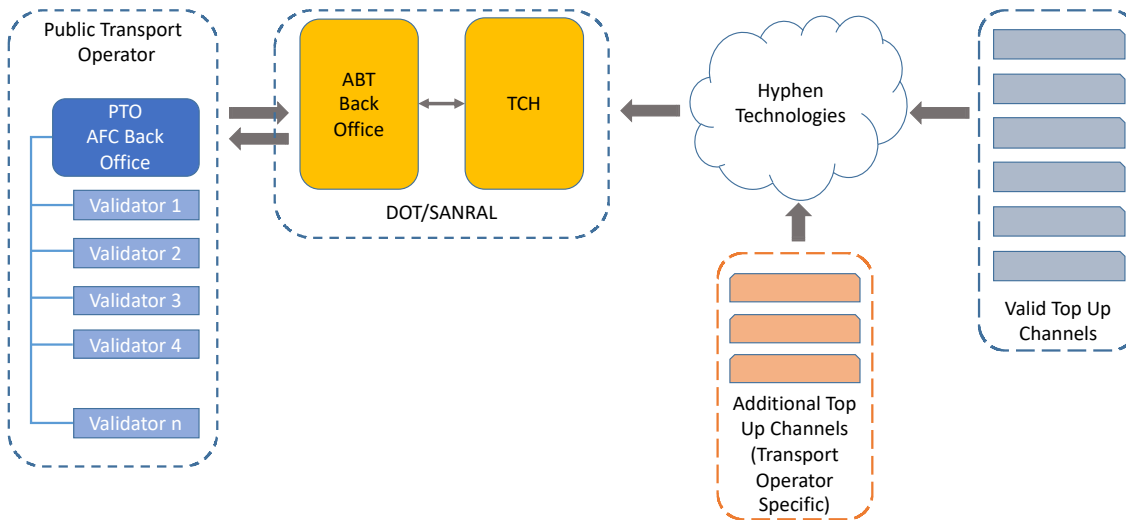 Public Transport
Operator
PTO
AFC Back
Office
Validator 1
Validator 2
Validator 3
Validator 4
Validator n
ABT
Back
Office
TCH
DOT/SANRAL
Hyphen
Technologies
Additional Top
Up Channels
(Transport
Operator
Specific)
Valid Top Up
Channels